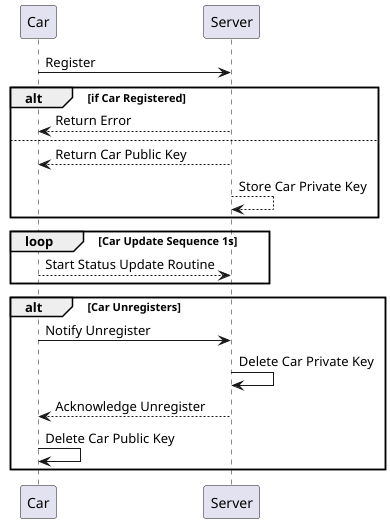 Car Server
Register
alt [if Car Registered]
Return Error
Return Car Public Key
Store Car Private Key
loop [Car Update Sequence 1s]
Start Status Update Routine
alt [Car Unregisters]
Notify Unregister
Delete Car Private Key
Acknowledge Unregister
Delete Car Public Key
Car Server